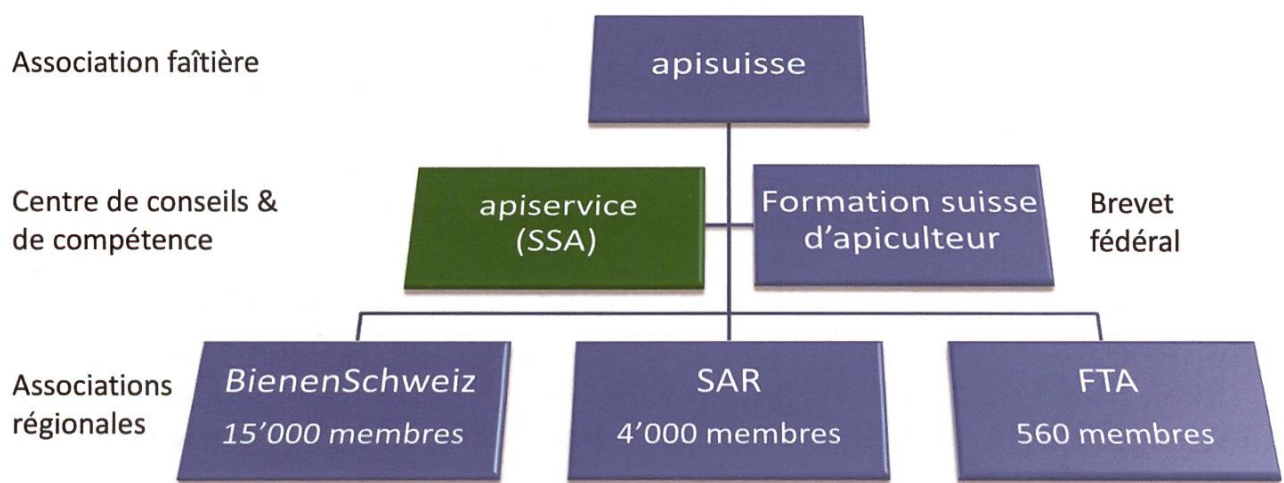 Association faîtière
apisuisse
Centre de conseils &
de compétence
apiservice
(SSA)
Formation suisse
d’apiculteur
Brevet
fédéral
Associations
régionales
BienenSchweiz
15’000 membres
SAR
4’000 membres
FTA
560 membres